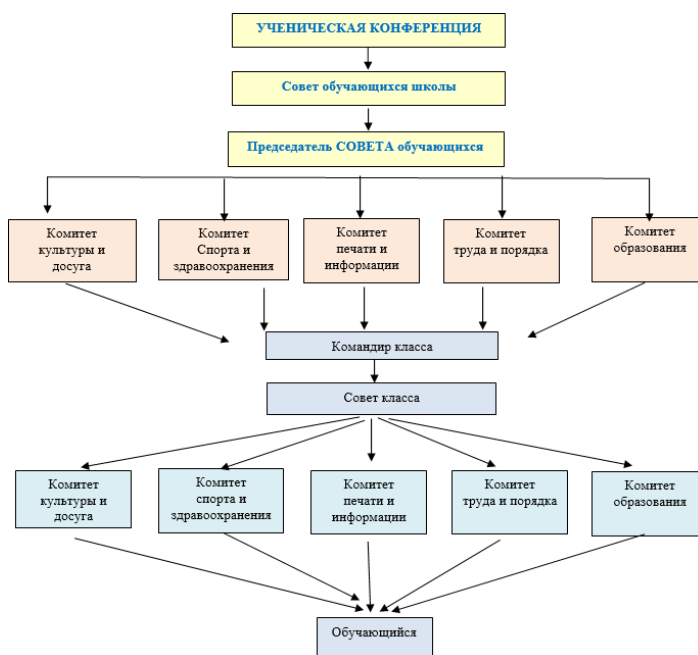 УЧЕНИЧЕСКАЯ КОНФЕРЕНЦИЯ
Совет обучающихся школы
Председатель СОВЕТА обучающихся
Комитет
культуры и
досуга
Комитет
Спорта и
здравоохранения
Комитет
печати и
информации
Комитет
труда и порядка
Комитет
образования
Командир класса
Совет класса
Комитет
культуры и
досуга
Комитет
спорта и
здравоохранения
Комитет
печати и
информации
Комитет
труда и порядка
Комитет
образования
Обучающийся